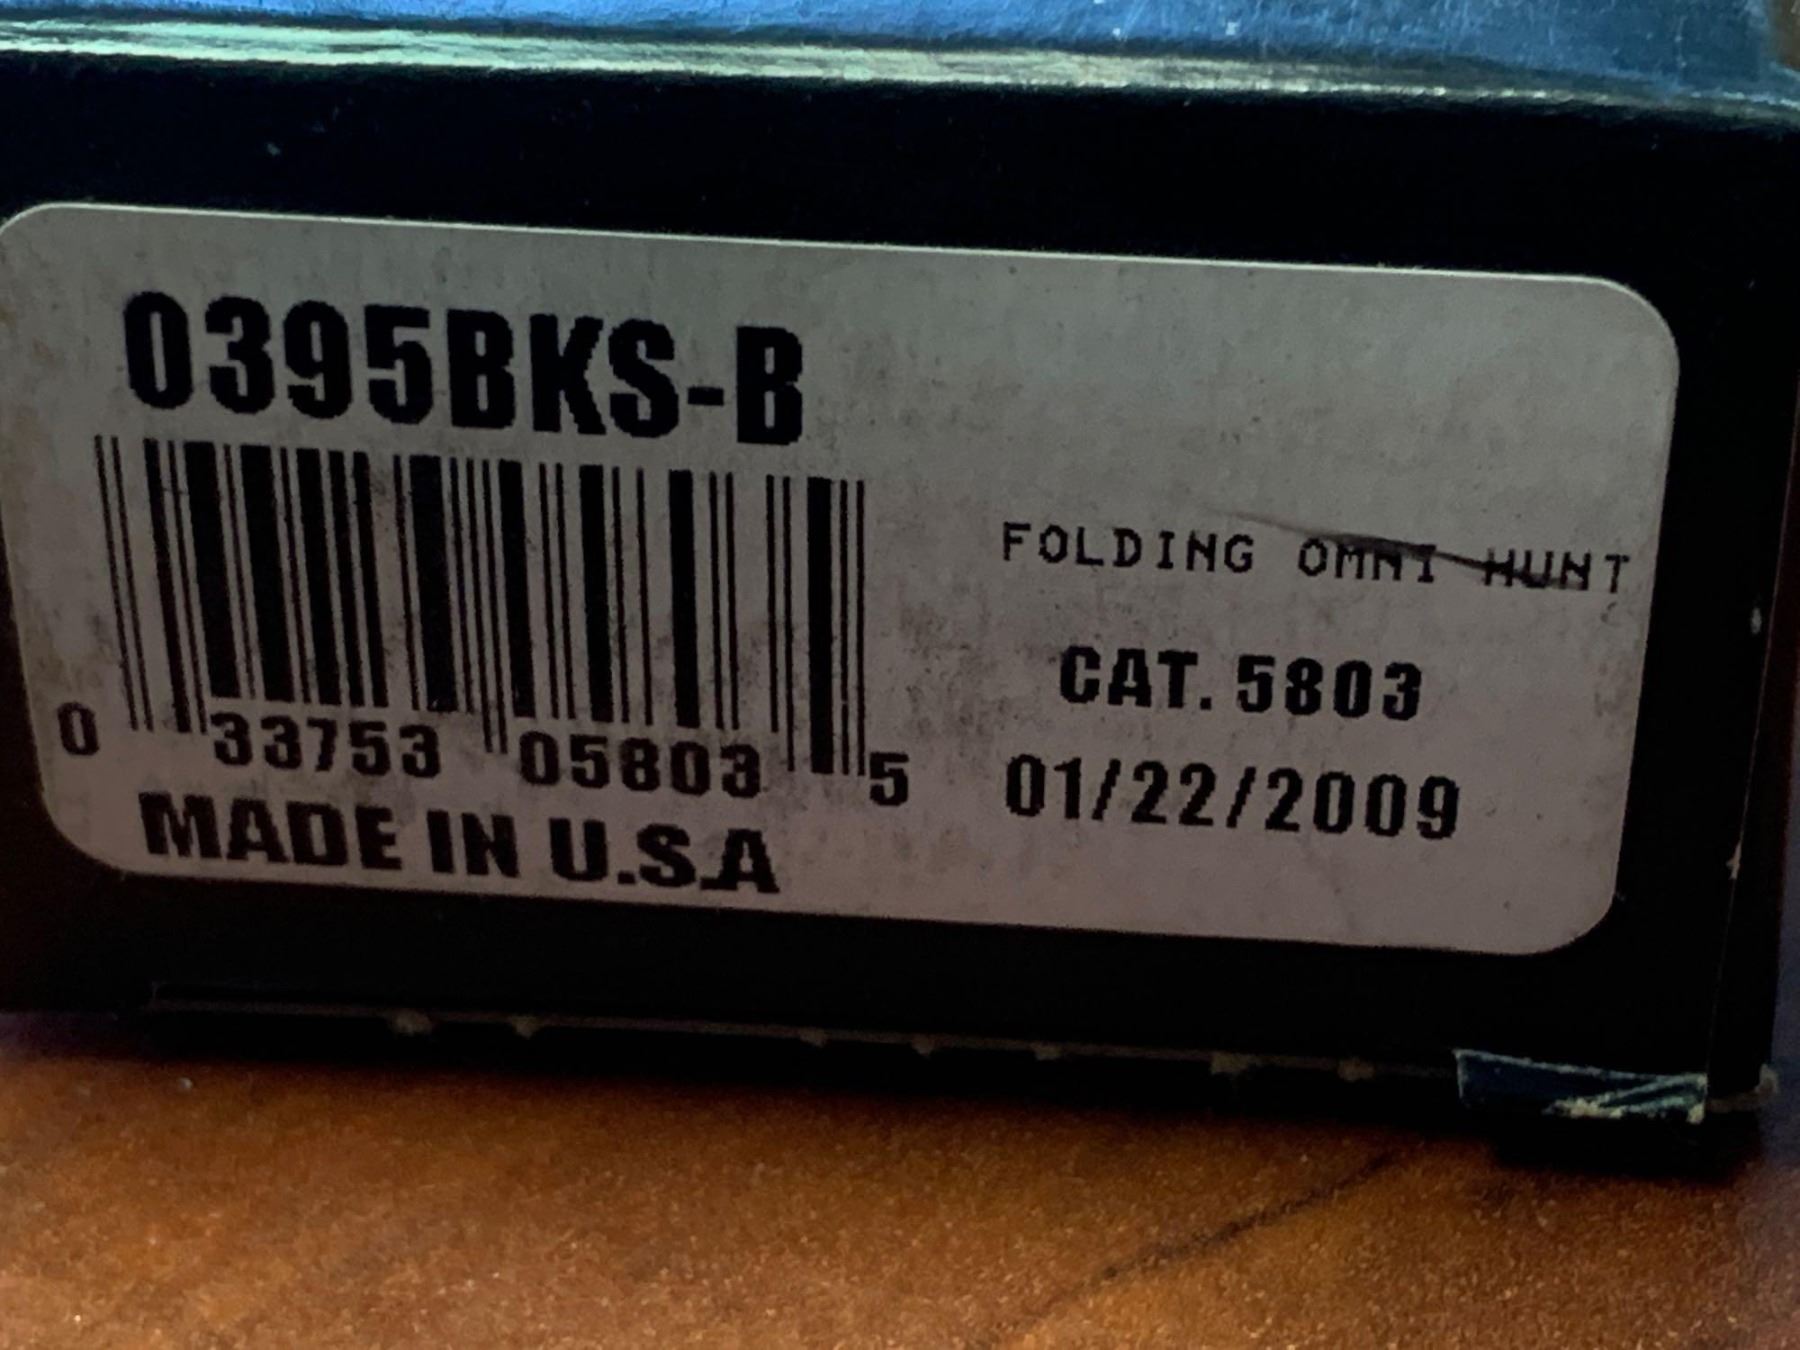 0395BKS-B
FOLDING OMNI HUNT
CAT. 5803
0 33753 05803 5
01/22/2009
MADE IN U.S.A